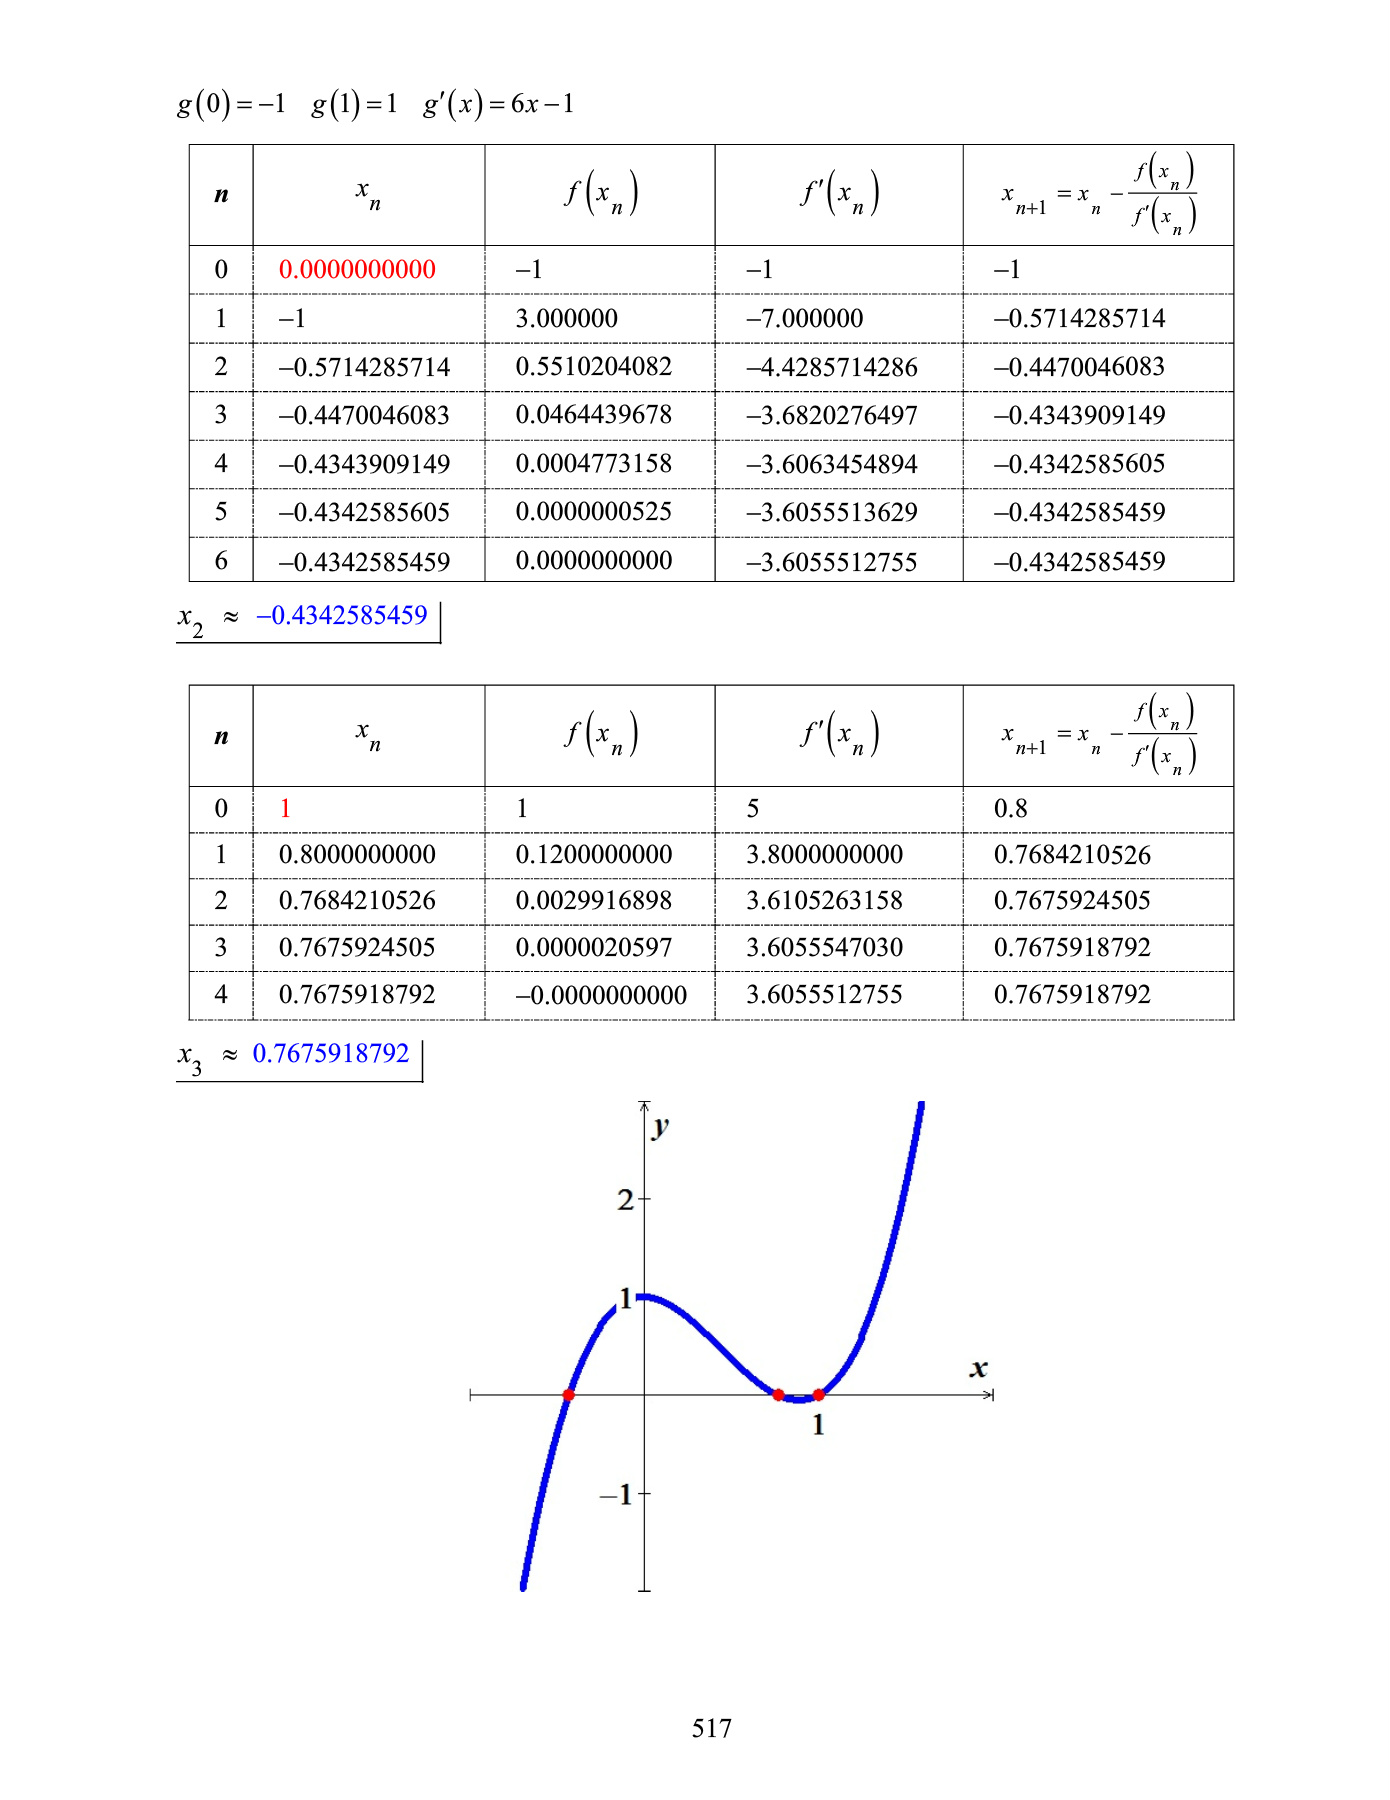 g(0) = −1 g(1) = 1 g′(x) = 6x − 1
n x_n f(x_n) f′(x_n) x_{n+1} = x_n − f(x_n)/f′(x_n)
0 0.0000000000 −1 −1 −1
1 −1 3.000000 −7.000000 −0.5714285714
2 −0.5714285714 0.5510204082 −4.4285714286 −0.4470046083
3 −0.4470046083 0.0464439678 −3.6820276497 −0.4343909149
4 −0.4343909149 0.0004773158 −3.6063454894 −0.4342585605
5 −0.4342585605 0.0000000525 −3.6055513629 −0.4342585459
6 −0.4342585459 0.0000000000 −3.6055512755 −0.4342585459
x_2 ≈ −0.4342585459
n x_n f(x_n) f′(x_n) x_{n+1} = x_n − f(x_n)/f′(x_n)
0 1 1 5 0.8
1 0.8000000000 0.1200000000 3.8000000000 0.7684210526
2 0.7684210526 0.0029916898 3.6105263158 0.7675924505
3 0.7675924505 0.0000020597 3.6055547030 0.7675918792
4 0.7675918792 −0.0000000000 3.6055512755 0.7675918792
x_3 ≈ 0.7675918792
y
2
1
x
1
−1
517